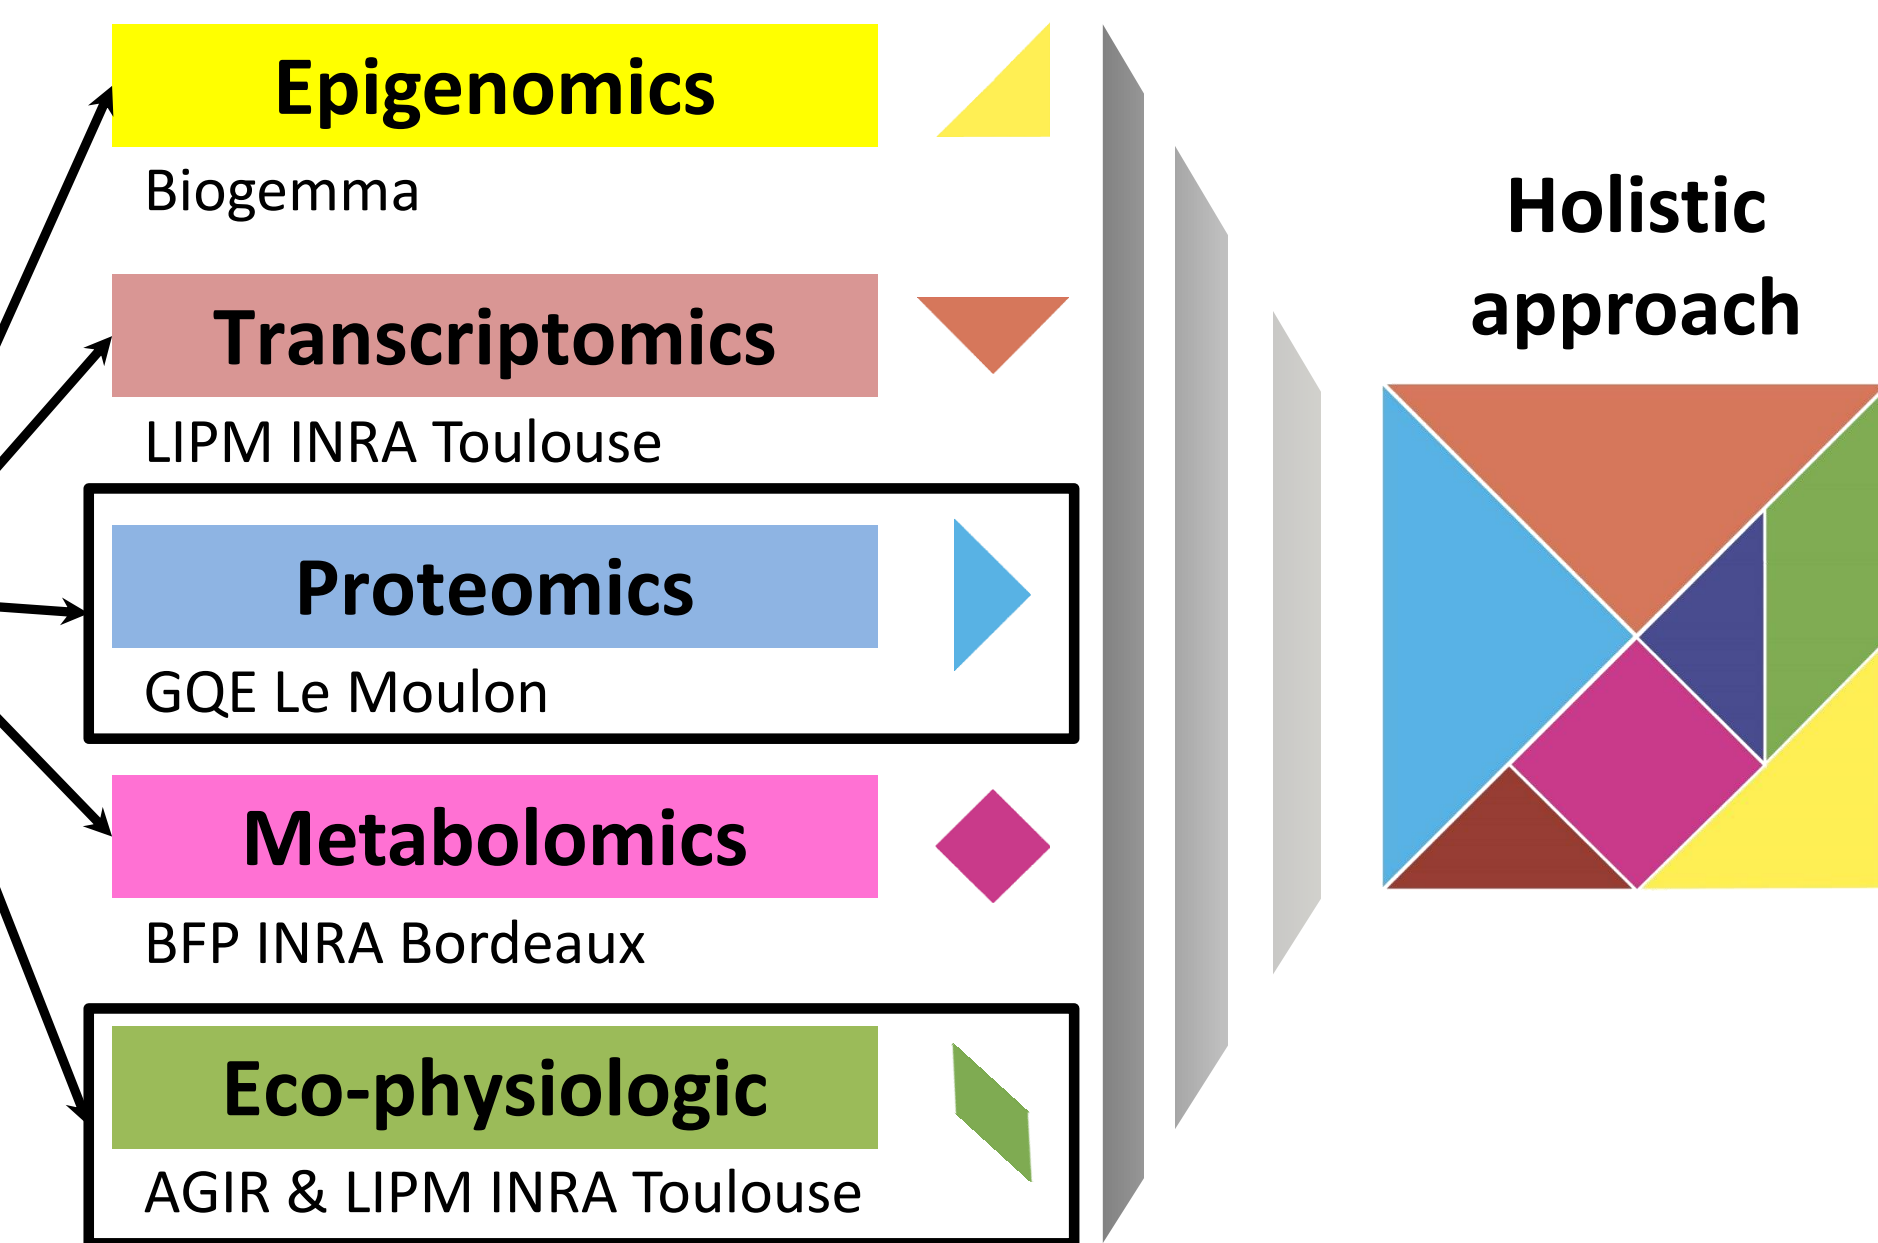 Epigenomics
Biogemma
Transcriptomics
LIPM INRA Toulouse
Proteomics
GQE Le Moulon
Metabolomics
BFP INRA Bordeaux
Eco-physiologic
AGIR & LIPM INRA Toulouse
Holistic
approach